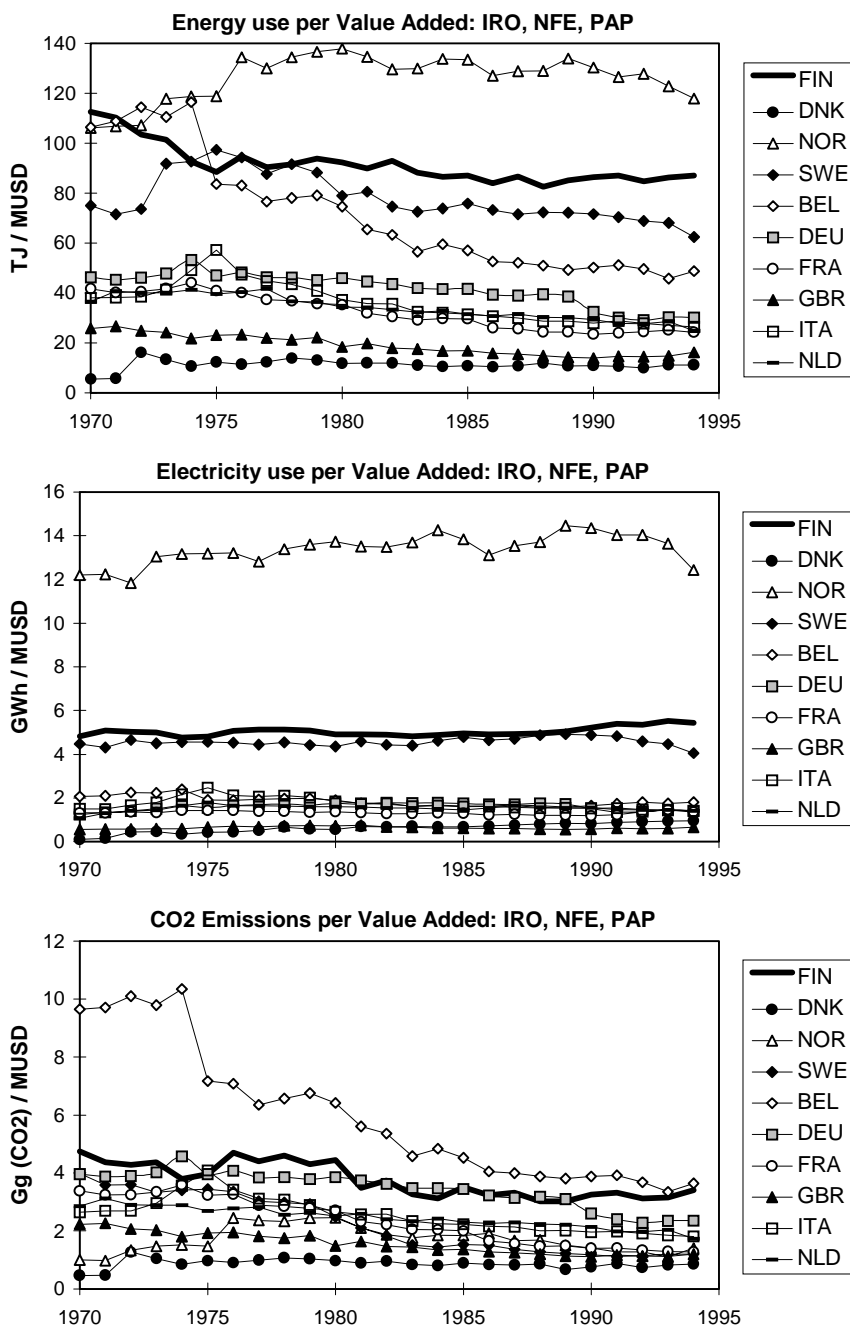 Energy use per Value Added: IRO, NFE, PAP
140
120
100
80
60
40
20
0
TJ / MUSD
1970 1975 1980 1985 1990 1995
FIN
DNK
NOR
SWE
BEL
DEU
FRA
GBR
ITA
NLD
Electricity use per Value Added: IRO, NFE, PAP
16
14
12
10
8
6
4
2
0
GWh / MUSD
1970 1975 1980 1985 1990 1995
FIN
DNK
NOR
SWE
BEL
DEU
FRA
GBR
ITA
NLD
CO2 Emissions per Value Added: IRO, NFE, PAP
12
10
8
6
4
2
0
Gg (CO2) / MUSD
1970 1975 1980 1985 1990 1995
FIN
DNK
NOR
SWE
BEL
DEU
FRA
GBR
ITA
NLD